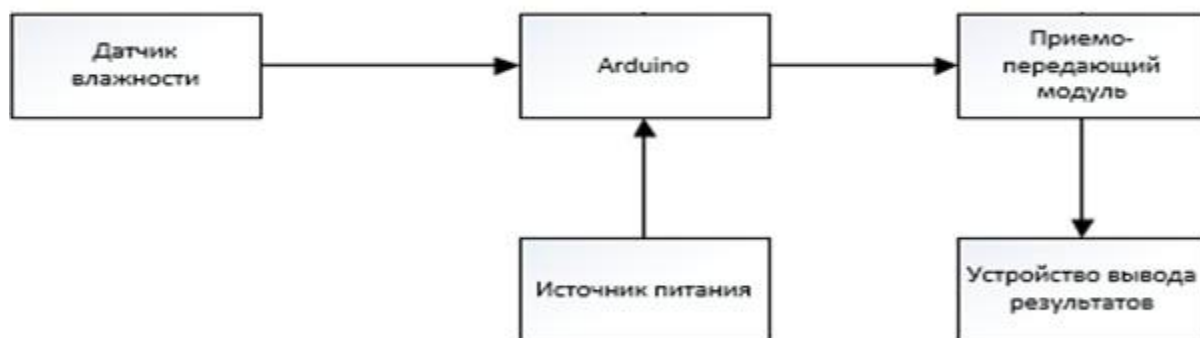 Датчик
влажности
Arduino
Приемо-
передающий
модуль
Источник питания
Устройство вывода
результатов